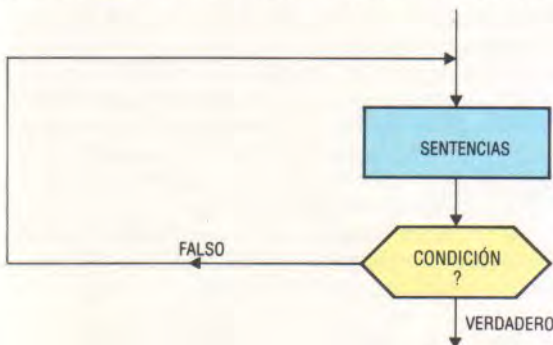 SENTENCIAS
FALSO
CONDICIÓN
?
VERDADERO